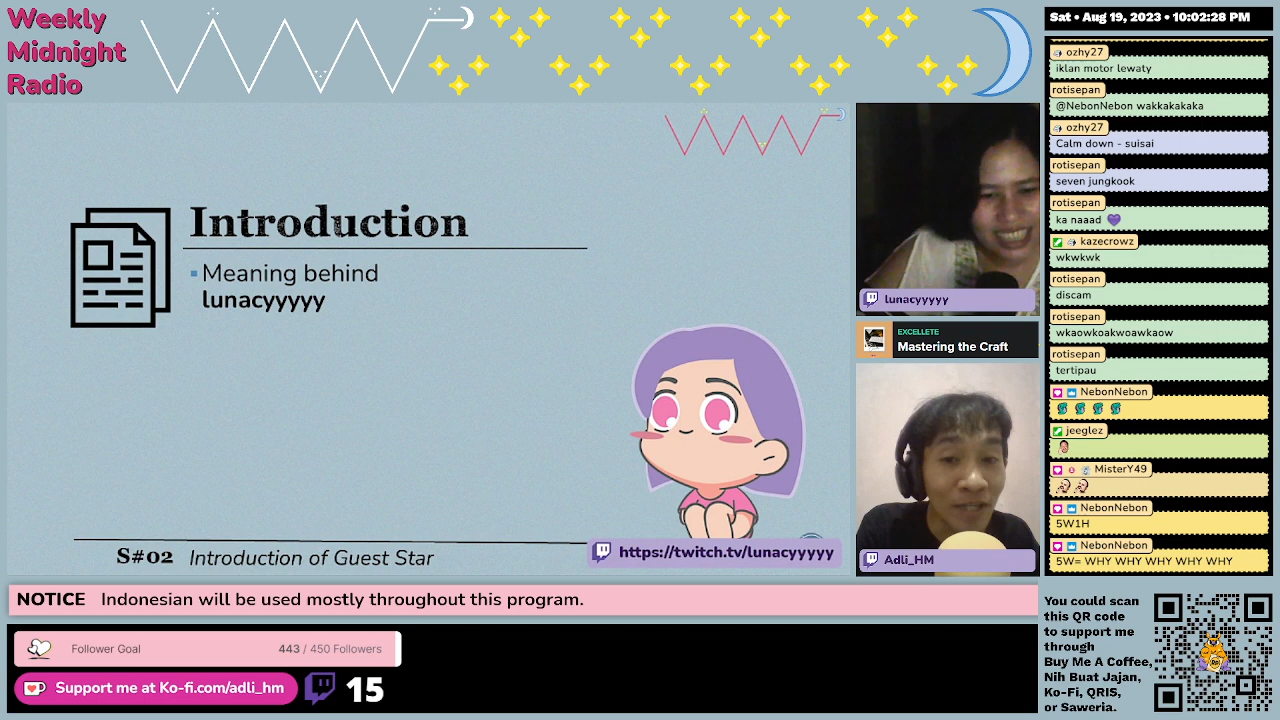 Weekly
Midnight
Radio
Introduction
Meaning behind
lunacyyyyy
S#02 Introduction of Guest Star
https://twitch.tv/lunacyyyyy
lunacyyyyy
EXCELLETE
Mastering the Craft
Adli_HM
Sat • Aug 19, 2023 • 10:02:28 PM
ozhy27
iklan motor lewaty
rotisepan
@NebonNebon wakkakakaka
ozhy27
Calm down - suisai
rotisepan
seven jungkook
rotisepan
ka naaad 💜
kazecrowz
wkwkwk
rotisepan
discam
rotisepan
wkaowkoakwoawkaow
rotisepan
tertipau
NebonNebon
jeeglez
MisterY49
NebonNebon
5W1H
NebonNebon
5W= WHY WHY WHY WHY WHY
NOTICE Indonesian will be used mostly throughout this program.
Follower Goal 443 / 450 Followers
Support me at Ko-fi.com/adli_hm
15
You could scan
this QR code
to support me
through
Buy Me A Coffee,
Nih Buat Jajan,
Ko-Fi, QRIS,
or Saweria.